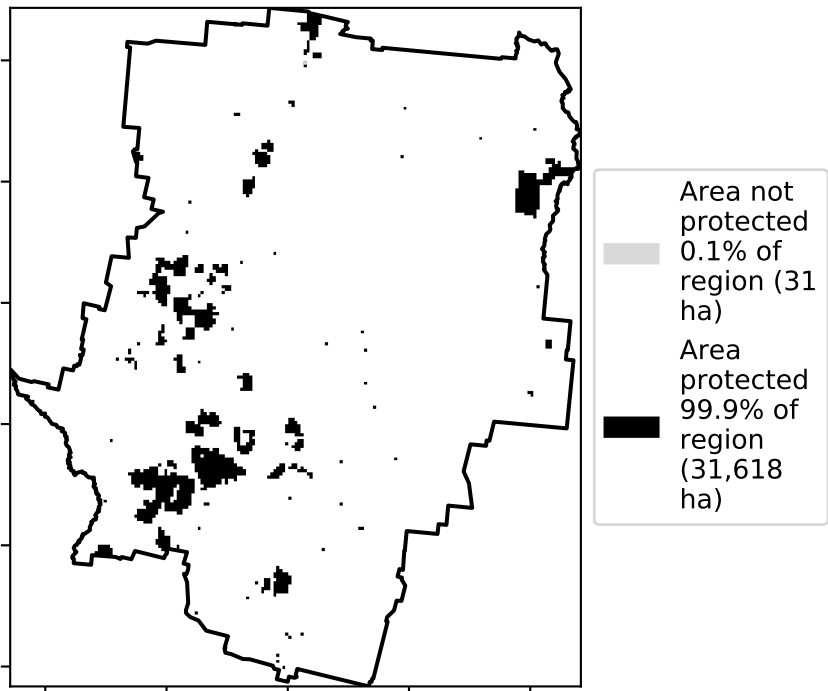 Area not
protected
0.1% of
region (31
ha)
Area
protected
99.9% of
region
(31,618
ha)